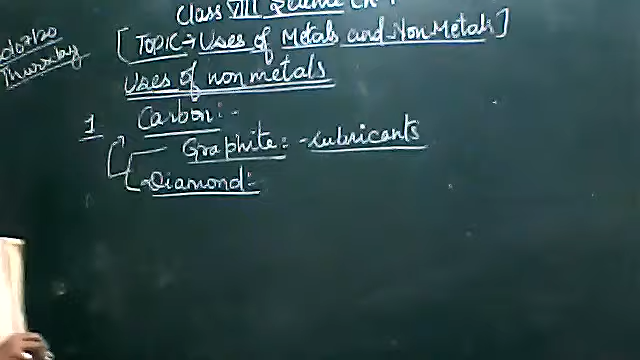 Class VIII Science Ch
[TOPIC → Uses of Metals and Non Metals]
Thursday
Uses of non metals
1 Carbon:-
Graphite:- Lubricants
Diamond:-